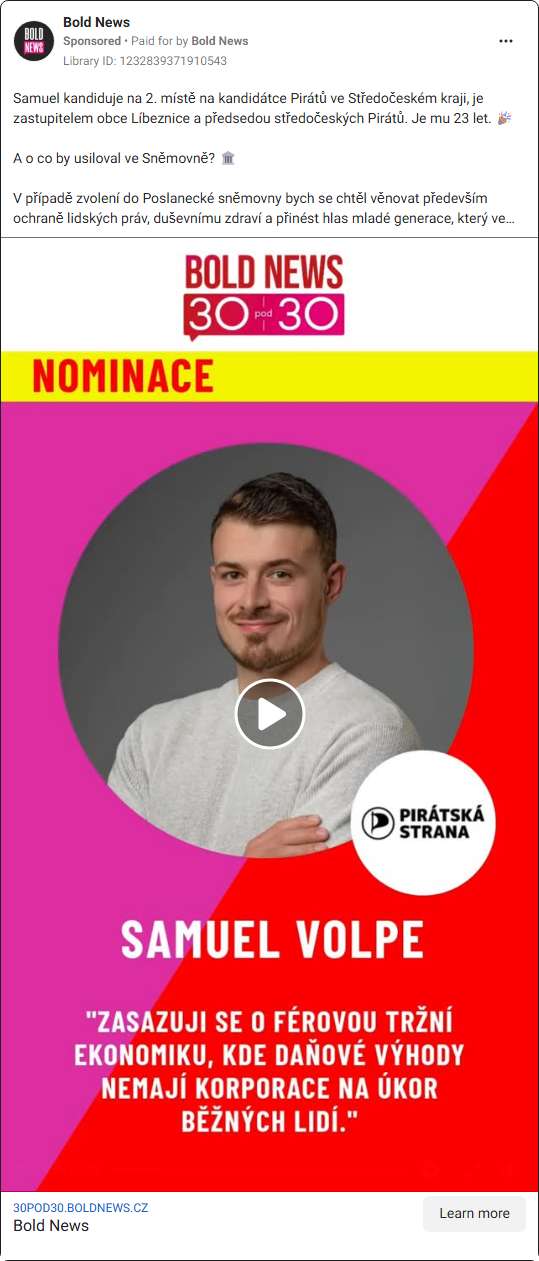 BOLD
NEWS
Bold News
Sponsored • Paid for by Bold News
Library ID: 1232839371910543
Samuel kandiduje na 2. místě na kandidátce Pirátů ve Středočeském kraji, je
zastupitelem obce Líbeznice a předsedou středočeských Pirátů. Je mu 23 let. 🎉
A o co by usiloval ve Sněmovně? 🏛️
V případě zvolení do Poslanecké sněmovny bych se chtěl věnovat především
ochraně lidských práv, duševnímu zdraví a přinést hlas mladé generace, který ve...
BOLD NEWS
30 pod 30
NOMINACE
PIRÁTSKÁ
STRANA
SAMUEL VOLPE
"ZASAZUJI SE O FÉROVOU TRŽNÍ
EKONOMIKU, KDE DAŇOVÉ VÝHODY
NEMAJÍ KORPORACE NA ÚKOR
BĚŽNÝCH LIDÍ."
30POD30.BOLDNEWS.CZ
Bold News
Learn more